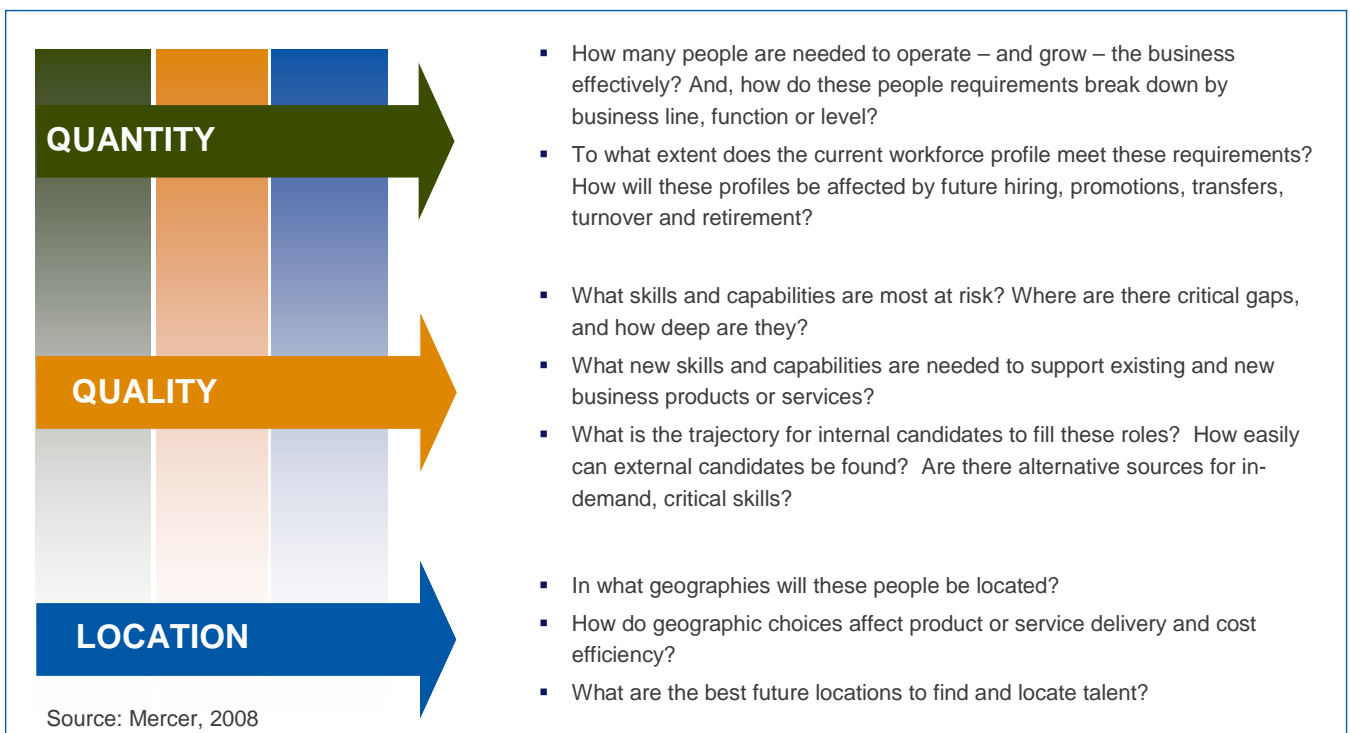 QUANTITY
▪ How many people are needed to operate – and grow – the business
effectively? And, how do these people requirements break down by
business line, function or level?
▪ To what extent does the current workforce profile meet these requirements?
How will these profiles be affected by future hiring, promotions, transfers,
turnover and retirement?
QUALITY
▪ What skills and capabilities are most at risk? Where are there critical gaps,
and how deep are they?
▪ What new skills and capabilities are needed to support existing and new
business products or services?
▪ What is the trajectory for internal candidates to fill these roles?  How easily
can external candidates be found?  Are there alternative sources for in-
demand, critical skills?
LOCATION
▪ In what geographies will these people be located?
▪ How do geographic choices affect product or service delivery and cost
efficiency?
▪ What are the best future locations to find and locate talent?
Source: Mercer, 2008